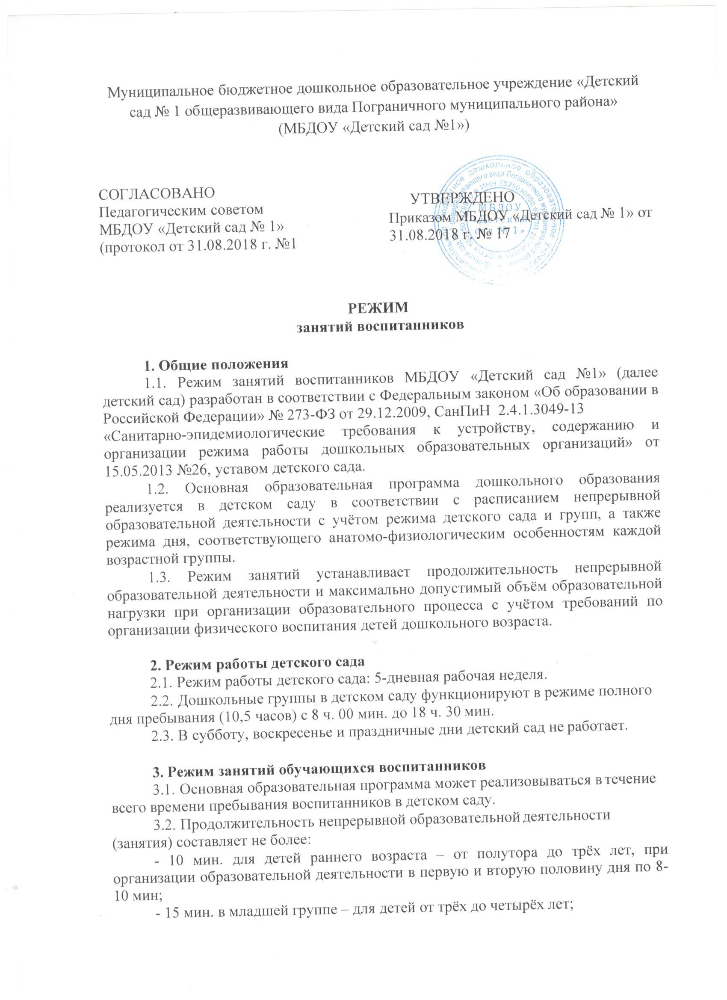 Муниципальное бюджетное дошкольное образовательное учреждение «Детский
сад № 1 общеразвивающего вида Пограничного муниципального района»
(МБДОУ «Детский сад №1»)
СОГЛАСОВАНО
Педагогическим советом
МБДОУ «Детский сад № 1»
(протокол от 31.08.2018 г. №1
УТВЕРЖДЕНО
Приказом МБДОУ «Детский сад № 1» от
31.08.2018 г. № 17
дошкольное образовательное
общеразвивающего вида Пограничного муниципального
ИНН 2525010690
ОГРН
МБДОУ
Детский
сад № 1
РЕЖИМ
занятий воспитанников
1. Общие положения
1.1. Режим занятий воспитанников МБДОУ «Детский сад №1» (далее
детский сад) разработан в соответствии с Федеральным законом «Об образовании в
Российской Федерации» № 273-ФЗ от 29.12.2009, СанПиН 2.4.1.3049-13
«Санитарно-эпидемиологические требования к устройству, содержанию и
организации режима работы дошкольных образовательных организаций» от
15.05.2013 №26, уставом детского сада.
1.2. Основная образовательная программа дошкольного образования
реализуется в детском саду в соответствии с расписанием непрерывной
образовательной деятельности с учётом режима детского сада и групп, а также
режима дня, соответствующего анатомо-физиологическим особенностям каждой
возрастной группы.
1.3. Режим занятий устанавливает продолжительность непрерывной
образовательной деятельности и максимально допустимый объём образовательной
нагрузки при организации образовательного процесса с учётом требований по
организации физического воспитания детей дошкольного возраста.
2. Режим работы детского сада
2.1. Режим работы детского сада: 5-дневная рабочая неделя.
2.2. Дошкольные группы в детском саду функционируют в режиме полного
дня пребывания (10,5 часов) с 8 ч. 00 мин. до 18 ч. 30 мин.
2.3. В субботу, воскресенье и праздничные дни детский сад не работает.
3. Режим занятий обучающихся воспитанников
3.1. Основная образовательная программа может реализовываться в течение
всего времени пребывания воспитанников в детском саду.
3.2. Продолжительность непрерывной образовательной деятельности
(занятия) составляет не более:
- 10 мин. для детей раннего возраста – от полутора до трёх лет, при
организации образовательной деятельности в первую и вторую половину дня по 8-
10 мин;
- 15 мин. в младшей группе – для детей от трёх до четырёх лет;